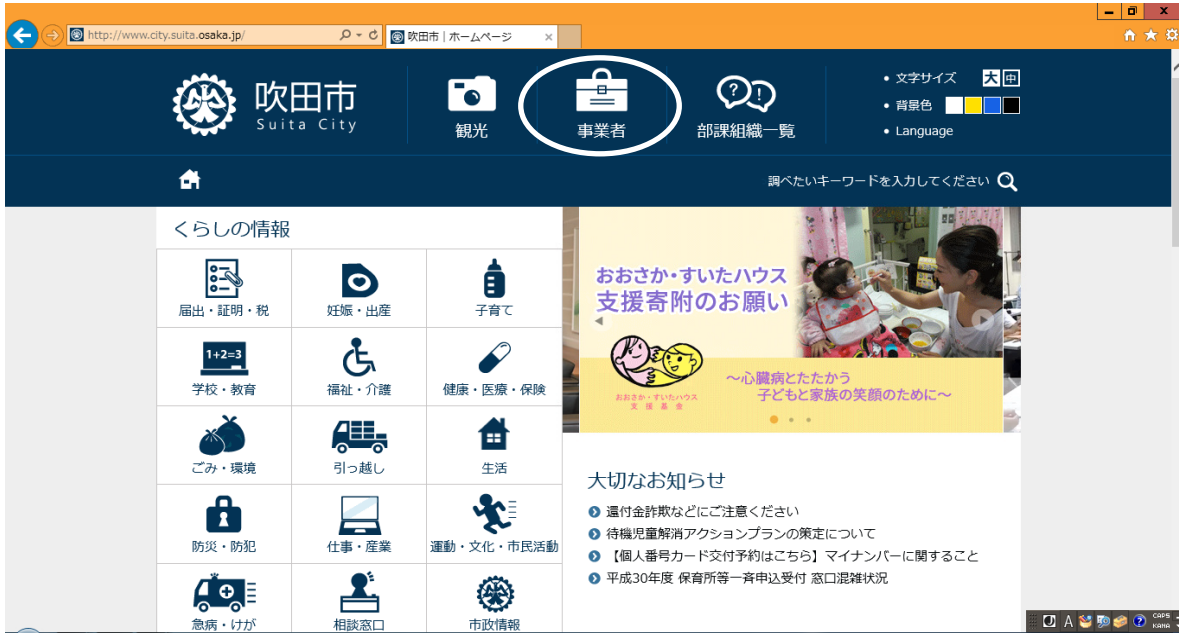 http://www.city.suita.osaka.jp/
吹田市 | ホームページ
吹田市
Suita City
観光
事業者
部課組織一覧
• 文字サイズ 大 中
• 背景色
• Language
調べたいキーワードを入力してください
くらしの情報
届出・証明・税
妊娠・出産
子育て
1+2=3
学校・教育
福祉・介護
健康・医療・保険
ごみ・環境
引っ越し
生活
防災・防犯
仕事・産業
運動・文化・市民活動
急病・けが
相談窓口
市政情報
おおさか・すいたハウス
支援寄附のお願い
おおさか・すいたハウス
支援基金
〜心臓病とたたかう
子どもと家族の笑顔のために〜
大切なお知らせ
還付金詐欺などにご注意ください
待機児童解消アクションプランの策定について
【個人番号カード交付予約はこちら】マイナンバーに関すること
平成30年度 保育所等一斉申込受付 窓口混雑状況
A
CAPS
KANA